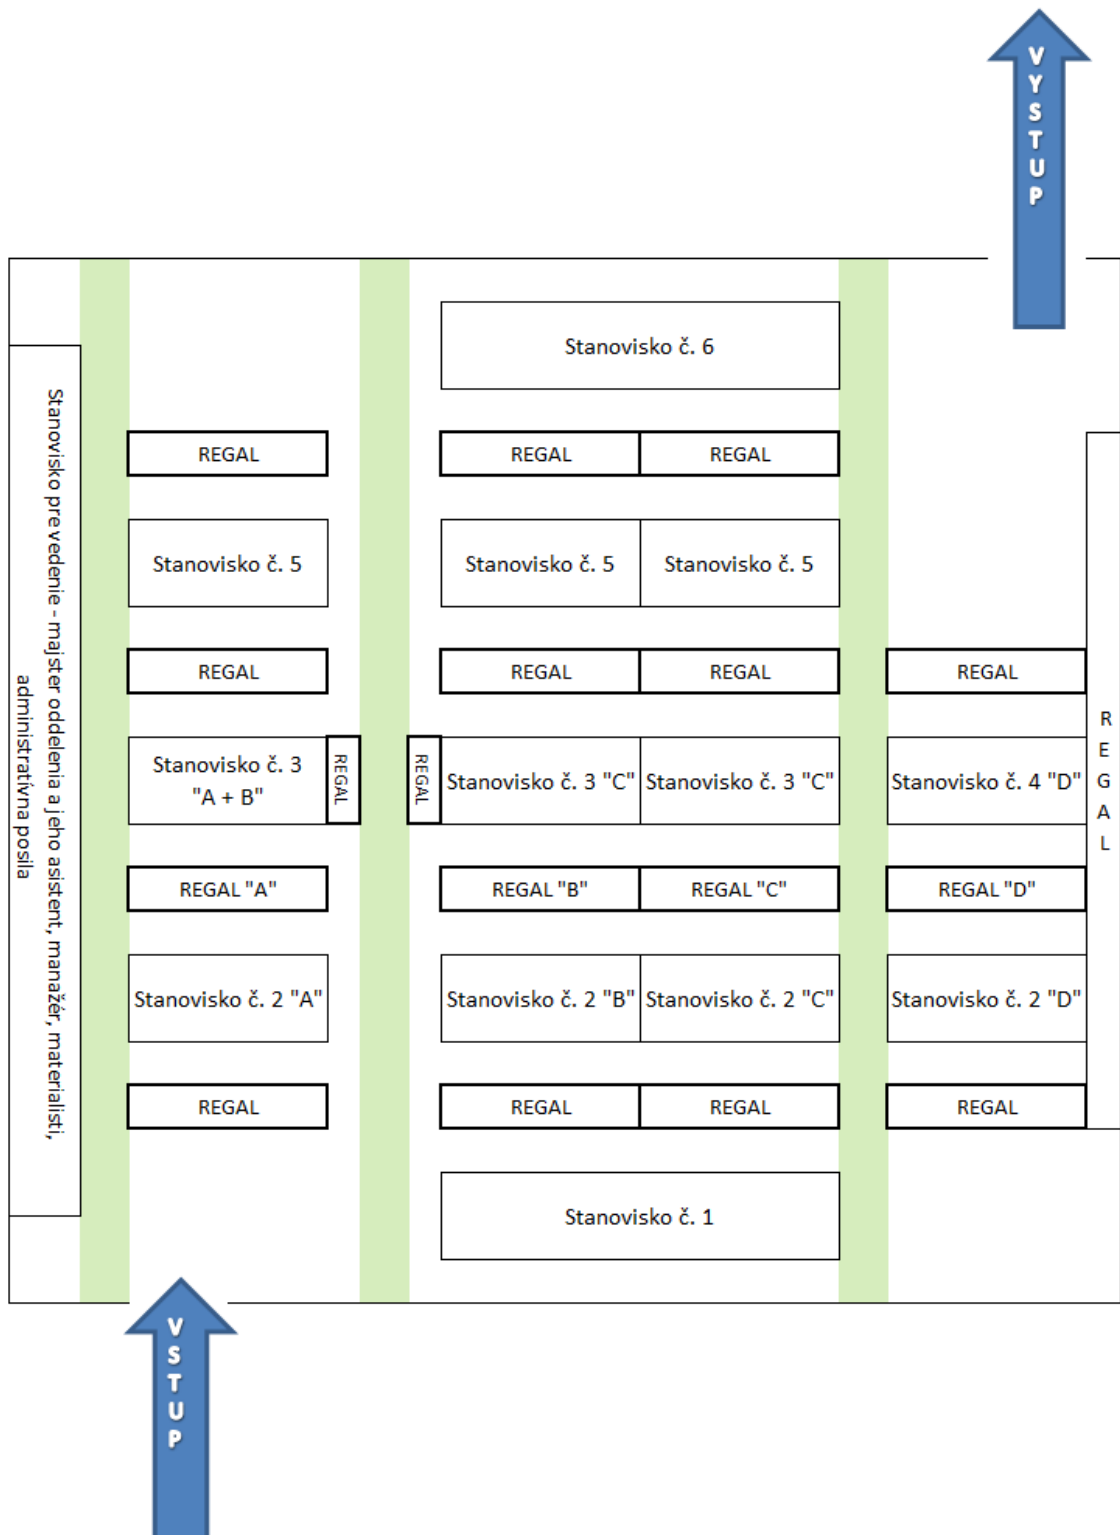 VYSTUP
Stanovisko č. 6
REGAL REGAL REGAL
Stanovisko č. 5 Stanovisko č. 5 Stanovisko č. 5
REGAL REGAL REGAL REGAL
Stanovisko č. 3
"A + B"
REGAL
REGAL
Stanovisko č. 3 "C" Stanovisko č. 3 "C" Stanovisko č. 4 "D"
REGAL
REGAL "A" REGAL "B" REGAL "C" REGAL "D"
Stanovisko č. 2 "A" Stanovisko č. 2 "B" Stanovisko č. 2 "C" Stanovisko č. 2 "D"
REGAL REGAL REGAL REGAL
Stanovisko č. 1
Stanovisko pre vedenie - majster oddelenia a jeho asistent, manažér, materialisti,
administratívna posila
VSTUP